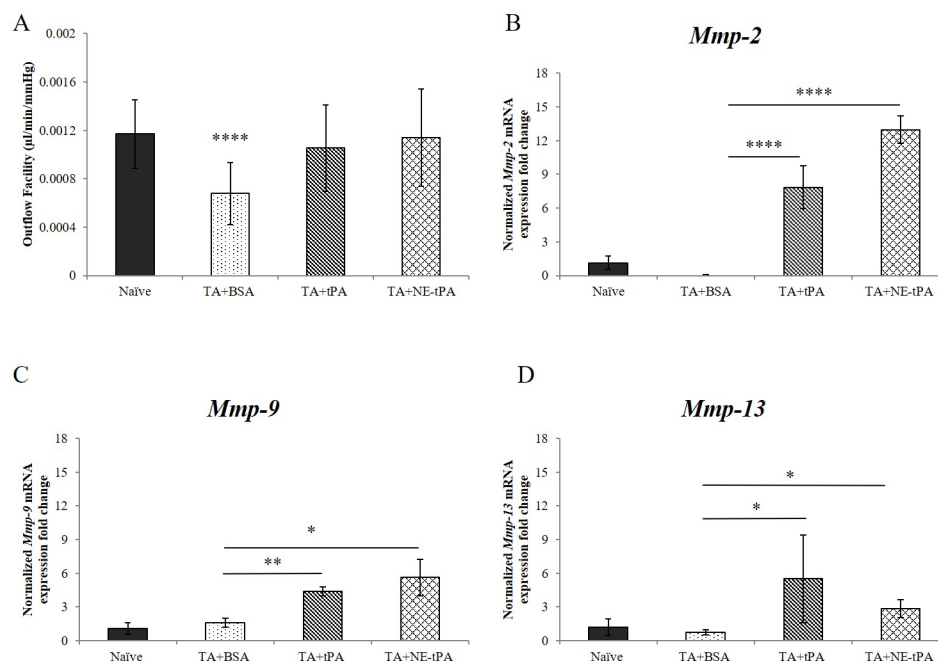 A
Outflow Facility (µl/min/mmHg)
0.002
0.0016
0.0012
0.0008
0.0004
0
****
Naïve
TA+BSA
TA+tPA
TA+NE-tPA
B
Mmp-2
Normalized Mmp-2 mRNA
expression fold change
18
15
12
9
6
3
0
****
****
Naïve
TA+BSA
TA+tPA
TA+NE-tPA
C
Mmp-9
Normalized Mmp-9 mRNA
expression fold change
18
15
12
9
6
3
0
*
**
Naïve
TA+BSA
TA+tPA
TA+NE-tPA
D
Mmp-13
Normalized Mmp-13 mRNA
expression fold change
18
15
12
9
6
3
0
*
*
Naïve
TA+BSA
TA+tPA
TA+NE-tPA